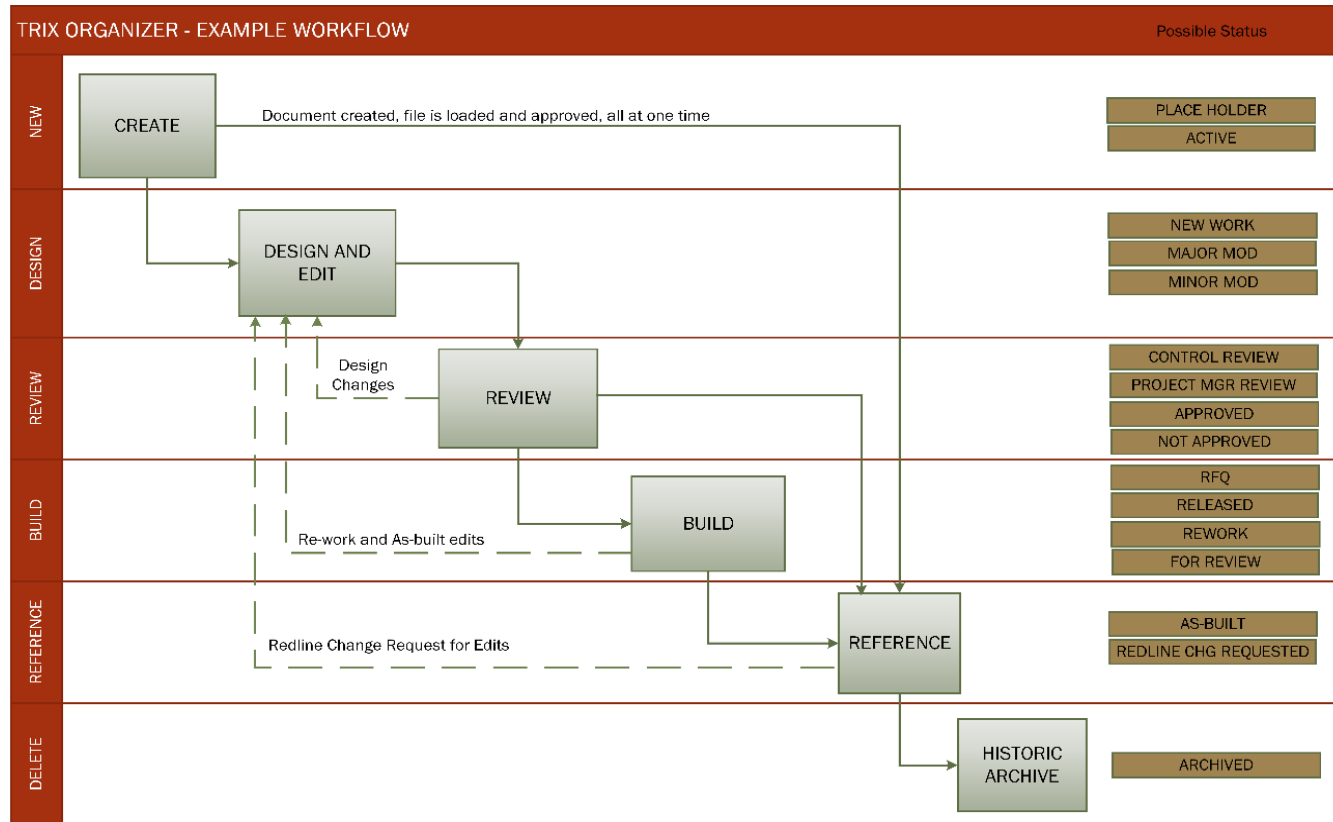 TRIX ORGANIZER - EXAMPLE WORKFLOW
Possible Status
NEW
CREATE
Document created, file is loaded and approved, all at one time
PLACE HOLDER
ACTIVE
DESIGN
DESIGN AND
EDIT
NEW WORK
MAJOR MOD
MINOR MOD
REVIEW
Design
Changes
REVIEW
CONTROL REVIEW
PROJECT MGR REVIEW
APPROVED
NOT APPROVED
BUILD
Re-work and As-built edits
BUILD
RFQ
RELEASED
REWORK
FOR REVIEW
REFERENCE
Redline Change Request for Edits
REFERENCE
AS-BUILT
REDLINE CHG REQUESTED
DELETE
HISTORIC
ARCHIVE
ARCHIVED